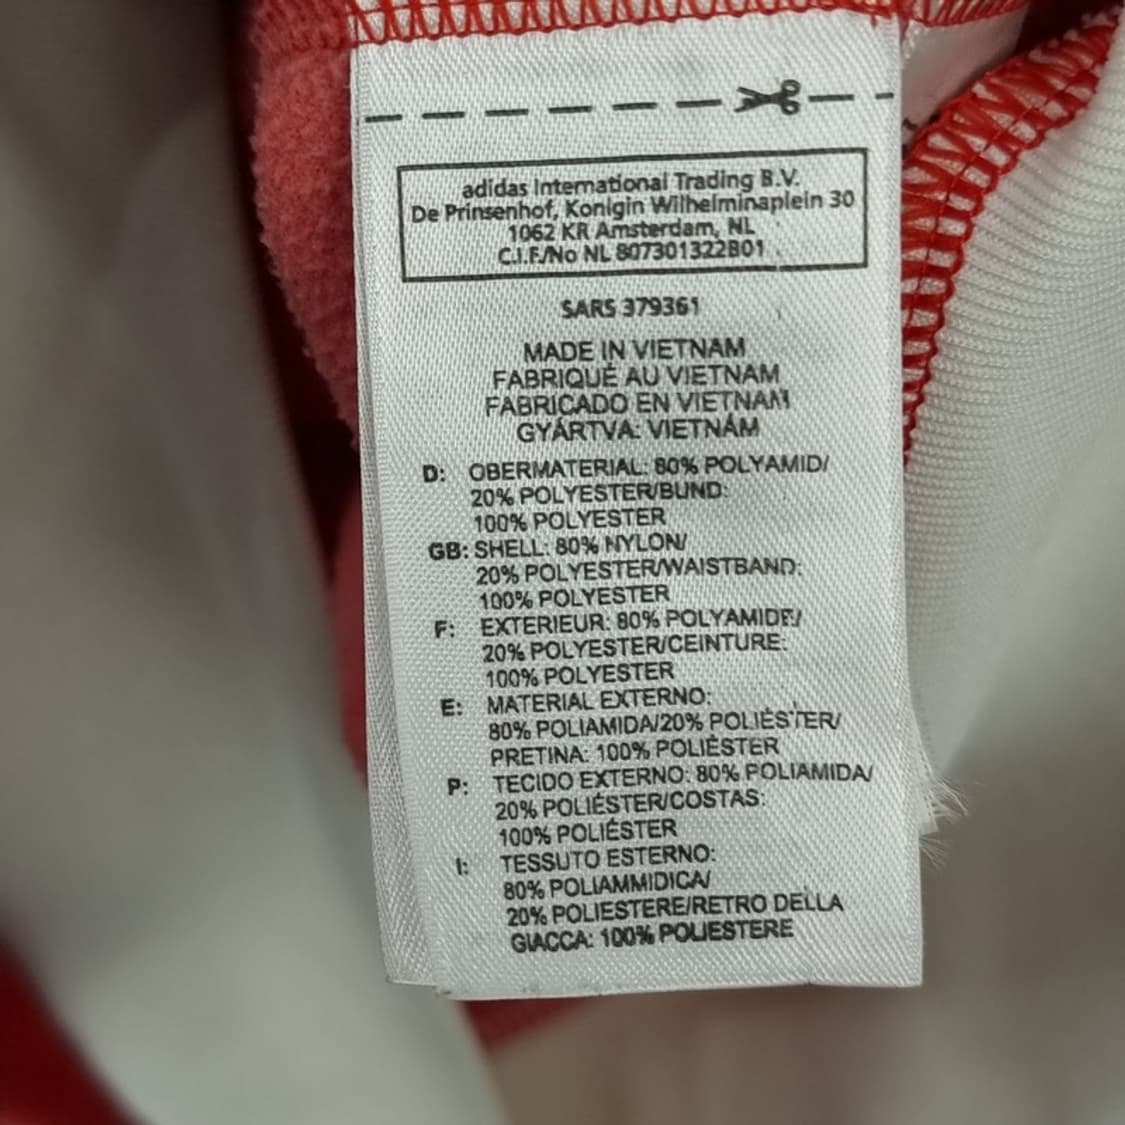 adidas International Trading B.V.
De Prinsenhof, Konigin Wilhelminaplein 30
1062 KR Amsterdam, NL
C.I.F./No NL 807301322B01
SARS 379361
MADE IN VIETNAM
FABRIQUÉ AU VIETNAM
FABRICADO EN VIETNAM
GYÁRTVA: VIETNÁM
D: OBERMATERIAL: 80% POLYAMID/
20% POLYESTER/BUND:
100% POLYESTER
GB: SHELL: 80% NYLON/
20% POLYESTER/WAISTBAND:
100% POLYESTER
F: EXTERIEUR: 80% POLYAMIDE/
20% POLYESTER/CEINTURE:
100% POLYESTER
E: MATERIAL EXTERNO:
80% POLIAMIDA/20% POLIÉSTER/
PRETINA: 100% POLIÉSTER
P: TECIDO EXTERNO: 80% POLIAMIDA/
20% POLIÉSTER/COSTAS:
100% POLIÉSTER
I: TESSUTO ESTERNO:
80% POLIAMMIDICA/
20% POLIESTERE/RETRO DELLA
GIACCA: 100% POLIESTERE